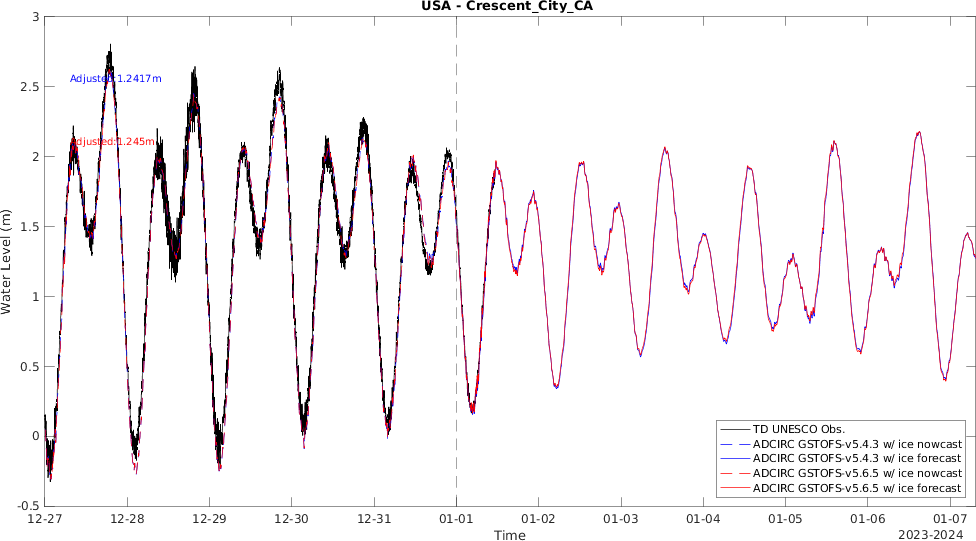 USA - Crescent_City_CA
3
2.5
2
1.5
1
0.5
0
-0.5
Water Level (m)
Adjusted:1.2417m
Adjusted:1.245m
TD UNESCO Obs.
ADCIRC GSTOFS-v5.4.3 w/ ice nowcast
ADCIRC GSTOFS-v5.4.3 w/ ice forecast
ADCIRC GSTOFS-v5.6.5 w/ ice nowcast
ADCIRC GSTOFS-v5.6.5 w/ ice forecast
12-27 12-28 12-29 12-30 12-31 01-01 01-02 01-03 01-04 01-05 01-06 01-07
Time
2023-2024